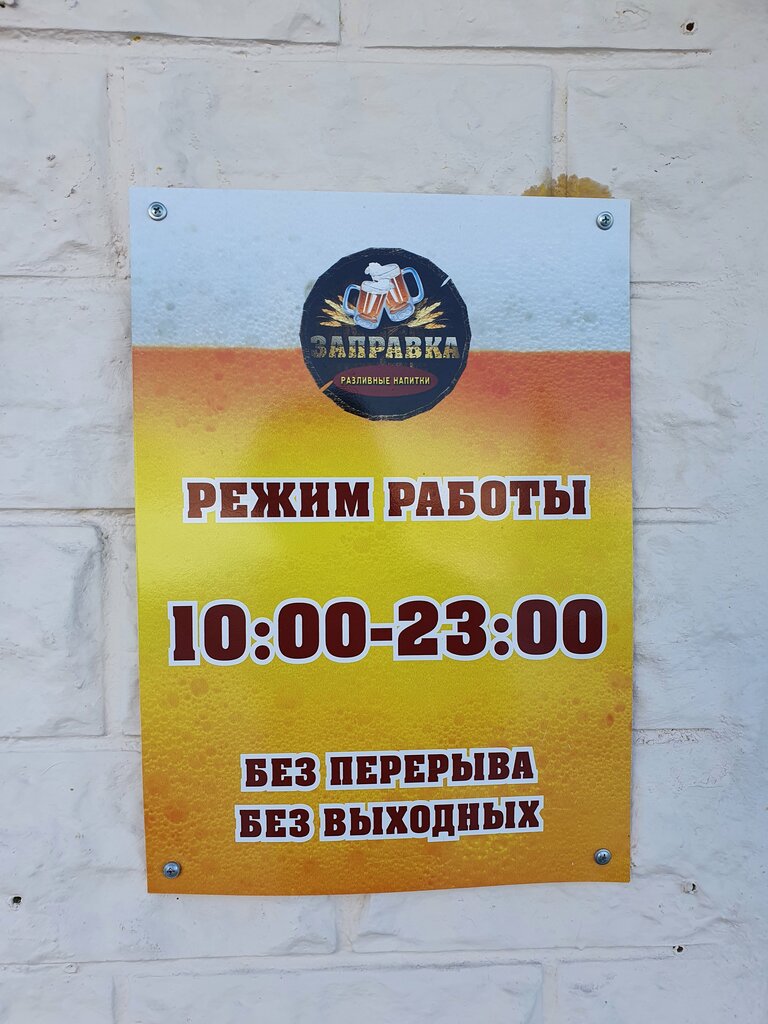 ЗАПРАВКА
РАЗЛИВНЫЕ НАПИТКИ
РЕЖИМ РАБОТЫ
10:00-23:00
БЕЗ ПЕРЕРЫВА
БЕЗ ВЫХОДНЫХ